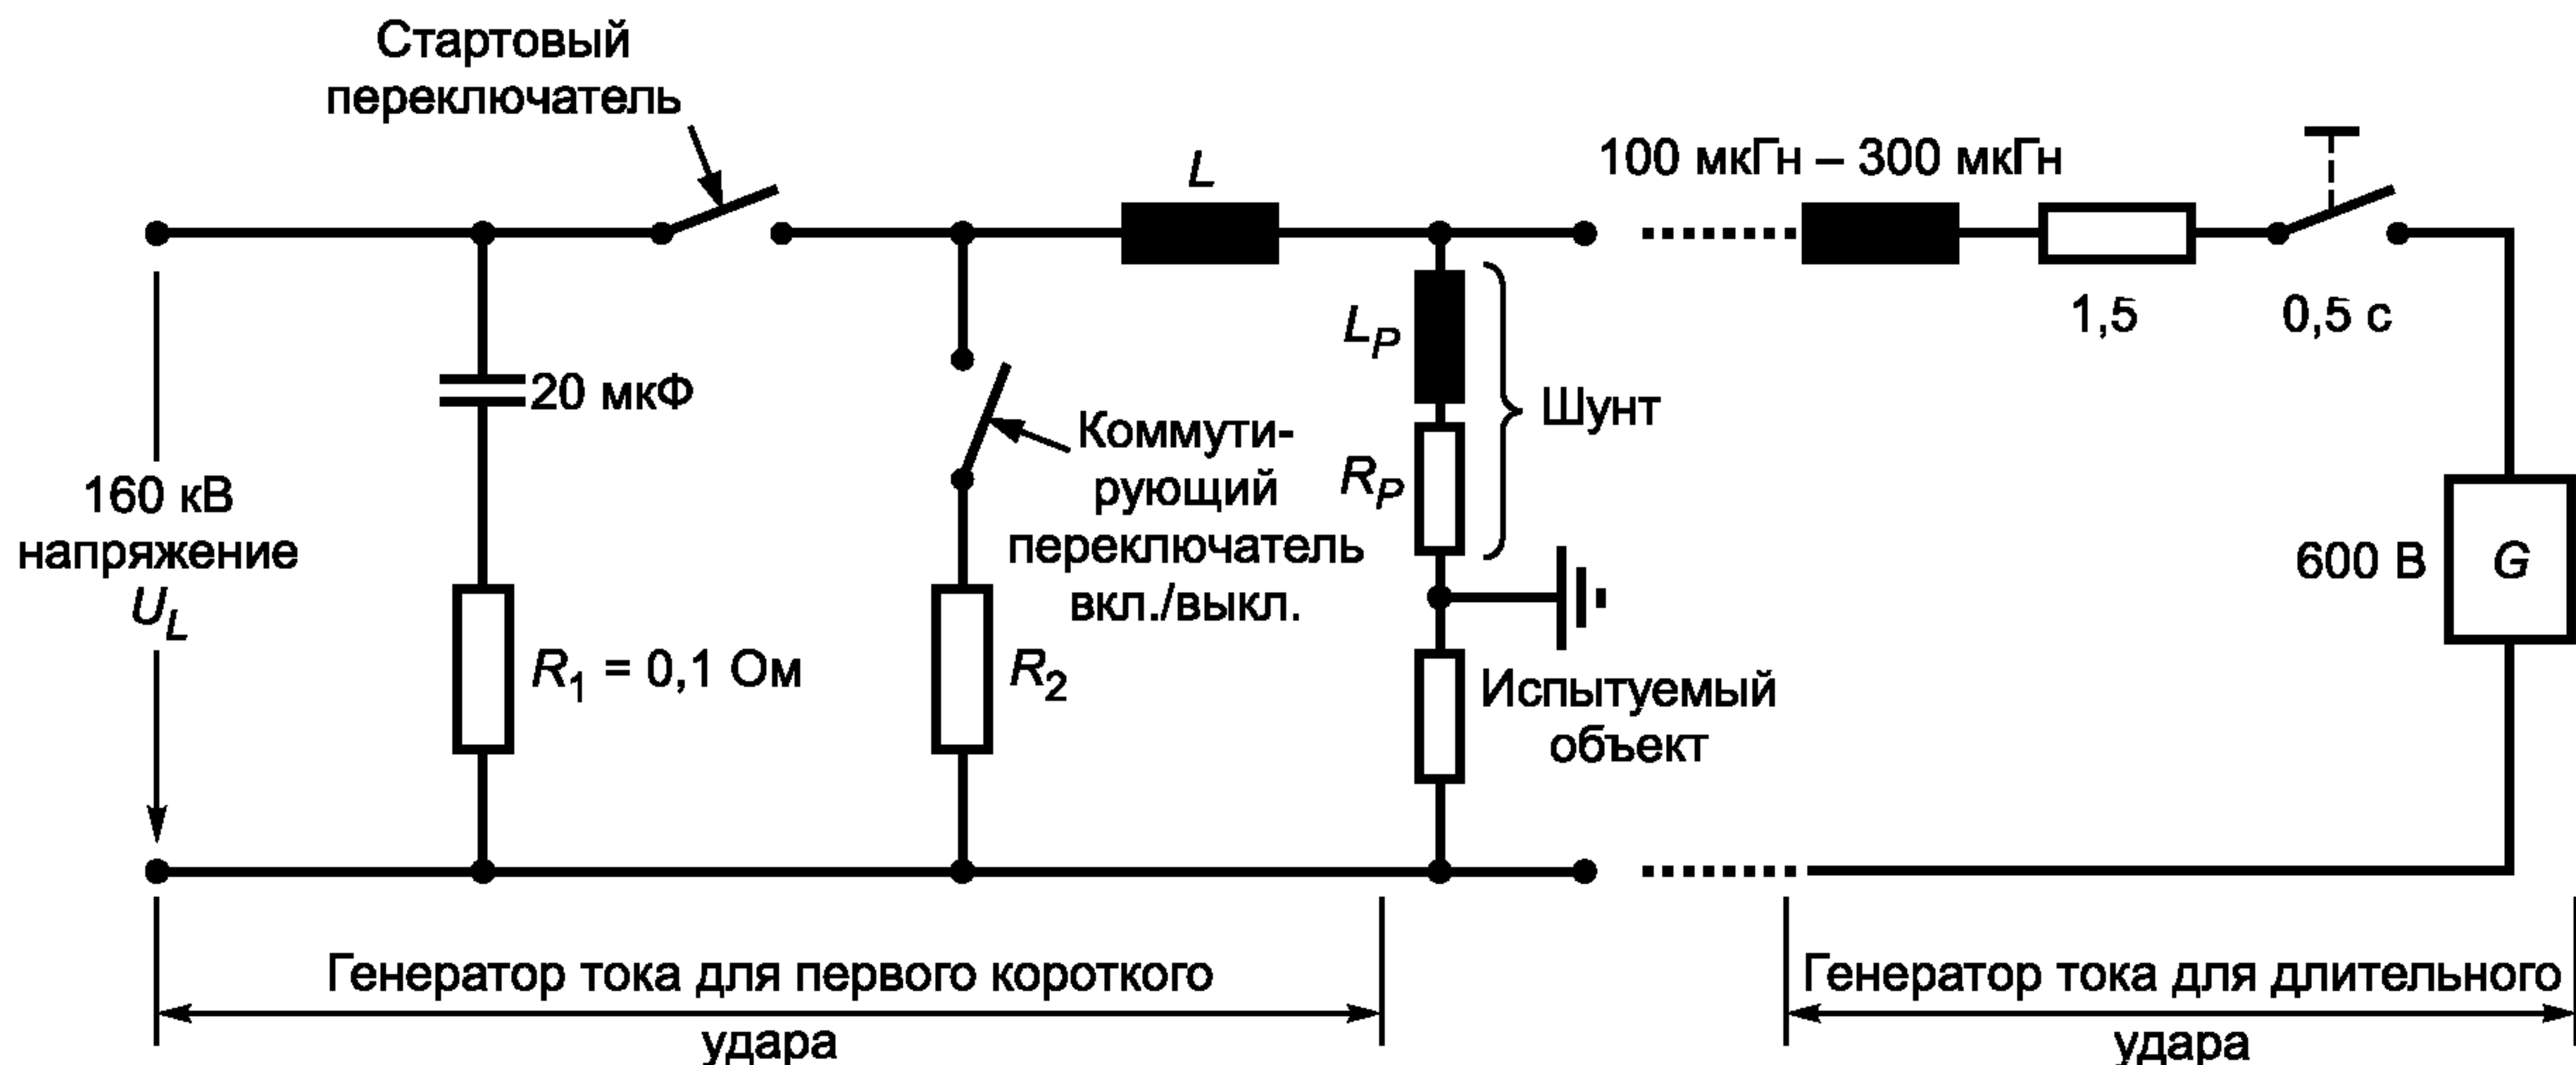 Стартовый
переключатель
L
100 мкГн – 300 мкГн
1,5
0,5 с
L_P
Шунт
20 мкФ
Коммути-
рующий
переключатель
вкл./выкл.
R_P
160 кВ
напряжение
U_L
600 В
G
R_1 = 0,1 Ом
R_2
Испытуемый
объект
Генератор тока для первого короткого
удара
Генератор тока для длительного
удара